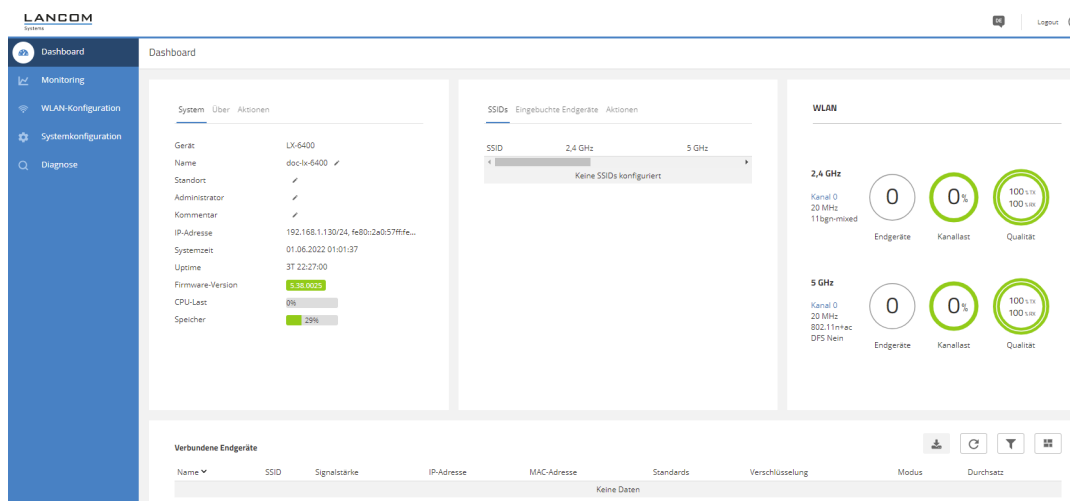 LANCOM
Systems
DE
Logout
Dashboard
Monitoring
WLAN-Konfiguration
Systemkonfiguration
Diagnose
Dashboard
System Über Aktionen
Gerät LX-6400
Name doc-lx-6400
Standort
Administrator
Kommentar
IP-Adresse 192.168.1.130/24, fe80::2a0:57ff:fe...
Systemzeit 01.06.2022 01:01:37
Uptime 3T 22:27:00
Firmware-Version 5.38.0025
CPU-Last 0%
Speicher 29%
SSIDs Eingebuchte Endgeräte Aktionen
SSID 2,4 GHz 5 GHz
Keine SSIDs konfiguriert
WLAN
2,4 GHz
Kanal 0
20 MHz
11bgn-mixed
0
Endgeräte
0%
Kanallast
100 % TX
100 % RX
Qualität
5 GHz
Kanal 0
20 MHz
802.11n+ac
DFS Nein
0
Endgeräte
0%
Kanallast
100 % TX
100 % RX
Qualität
Verbundene Endgeräte
Name SSID Signalstärke IP-Adresse MAC-Adresse Standards Verschlüsselung Modus Durchsatz
Keine Daten